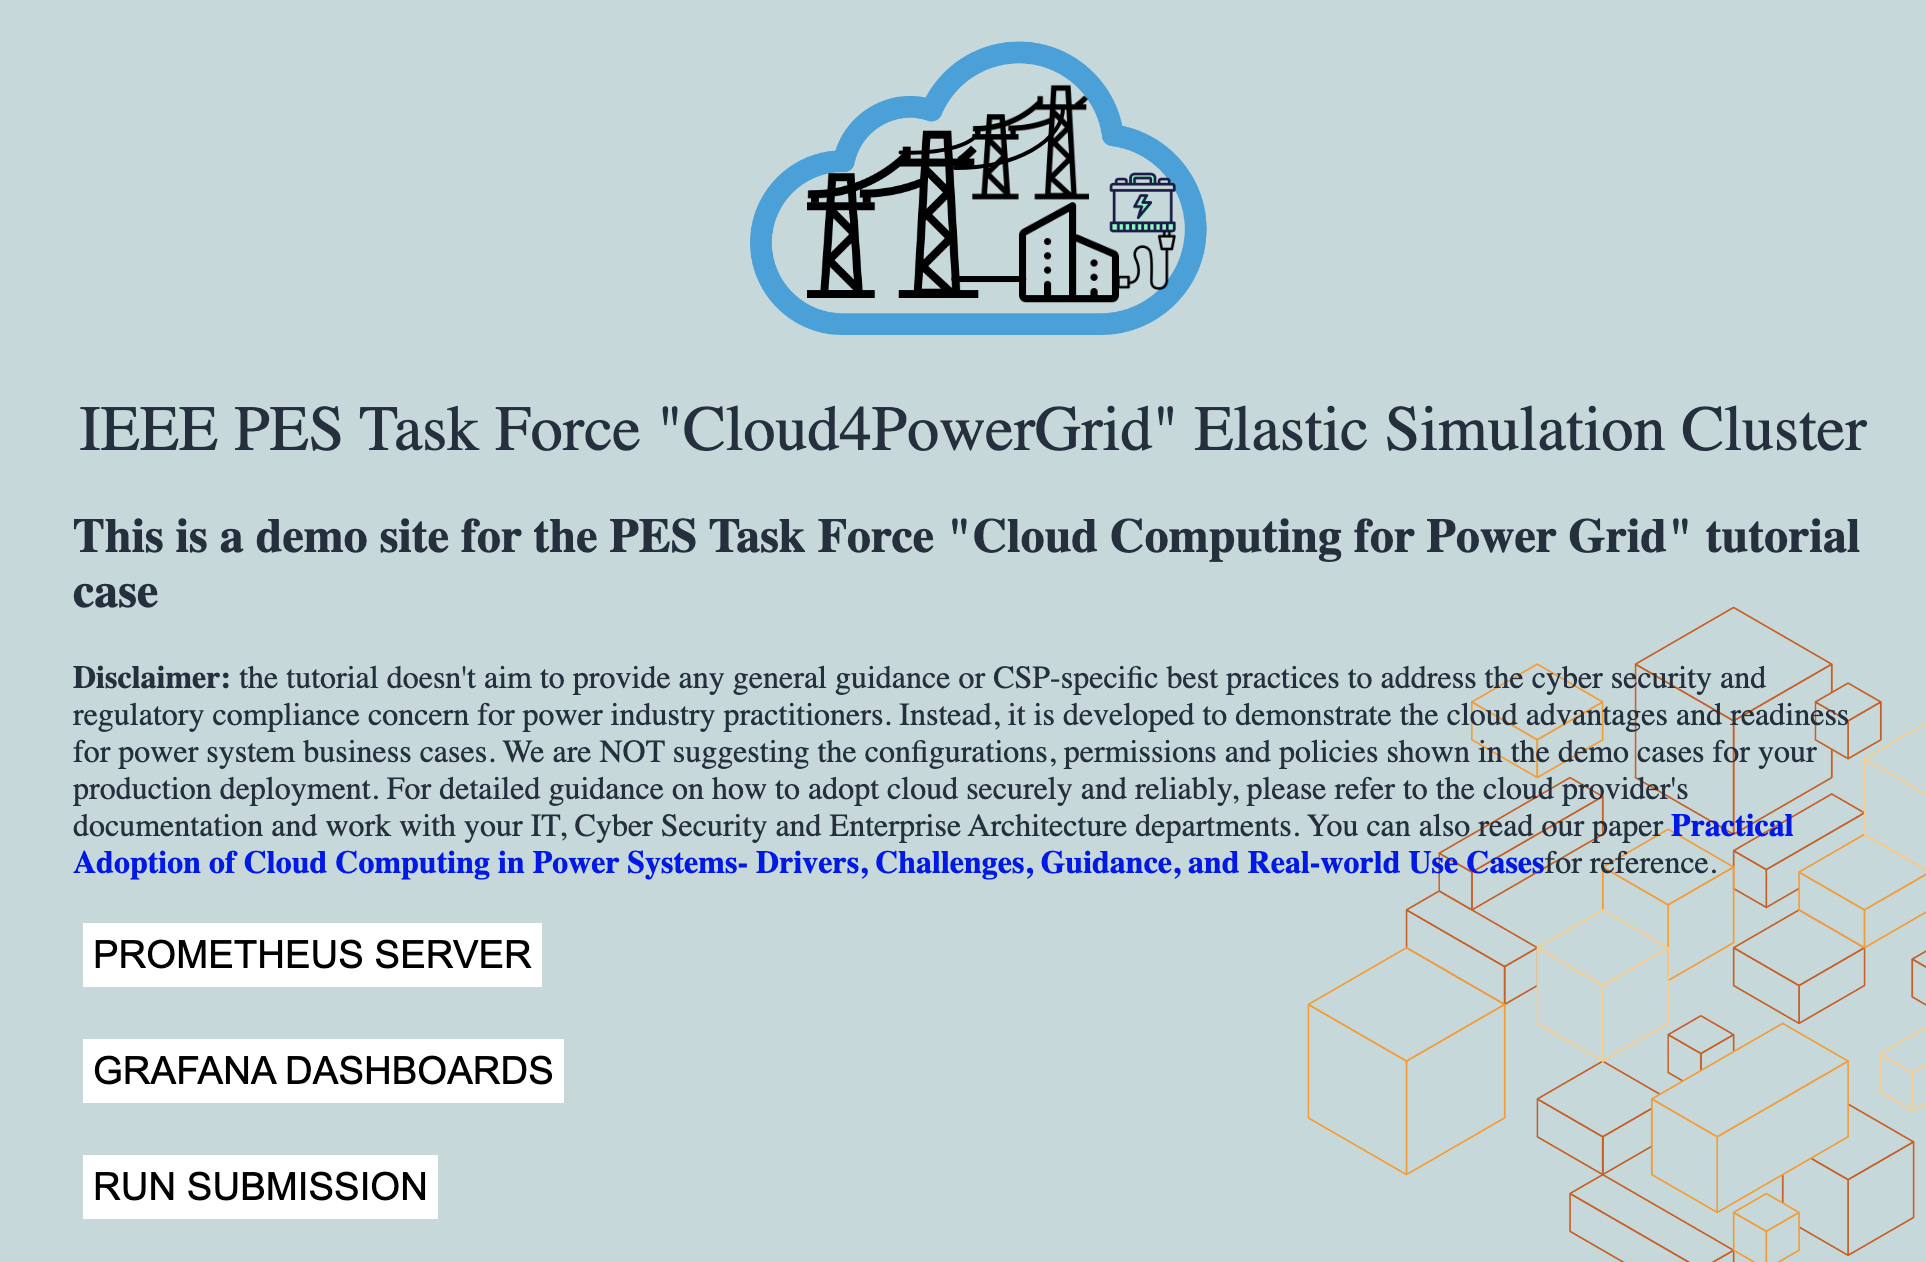 IEEE PES Task Force "Cloud4PowerGrid" Elastic Simulation Cluster
This is a demo site for the PES Task Force "Cloud Computing for Power Grid" tutorial
case
Disclaimer: the tutorial doesn't aim to provide any general guidance or CSP-specific best practices to address the cyber security and
regulatory compliance concern for power industry practitioners. Instead, it is developed to demonstrate the cloud advantages and readiness
for power system business cases. We are NOT suggesting the configurations, permissions and policies shown in the demo cases for your
production deployment. For detailed guidance on how to adopt cloud securely and reliably, please refer to the cloud provider's
documentation and work with your IT, Cyber Security and Enterprise Architecture departments. You can also read our paper Practical
Adoption of Cloud Computing in Power Systems- Drivers, Challenges, Guidance, and Real-world Use Casesfor reference.
PROMETHEUS SERVER
GRAFANA DASHBOARDS
RUN SUBMISSION